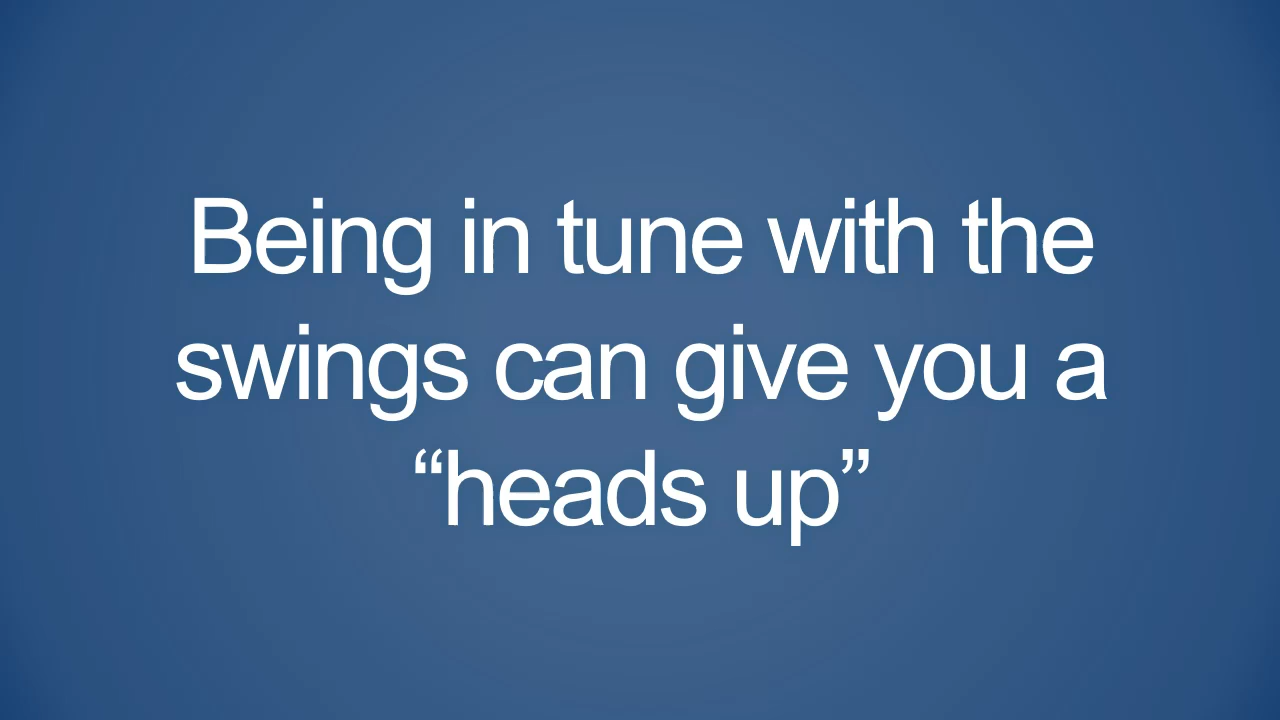 Being in tune with the
swings can give you a
“heads up”